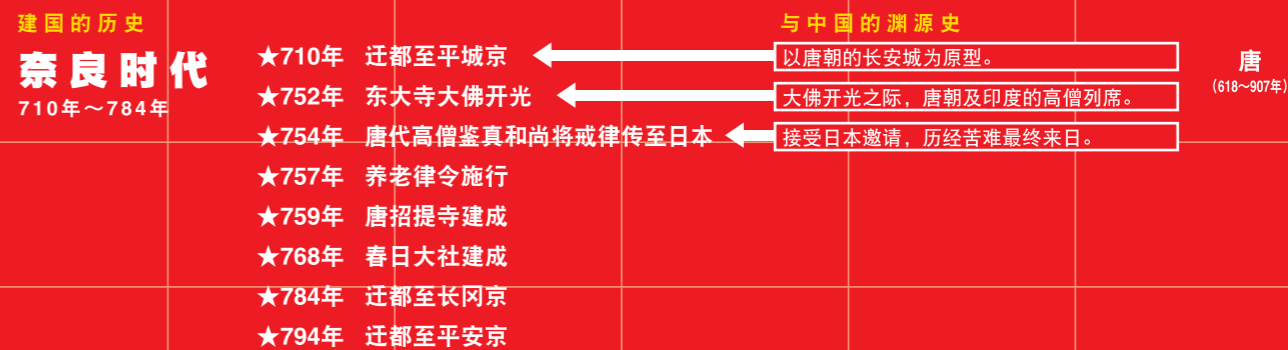 建国的历史
与中国的渊源史
奈良时代
710年～784年
★710年 迁都至平城京
以唐朝的长安城为原型。
唐
（618～907年）
★752年 东大寺大佛开光
大佛开光之际，唐朝及印度的高僧列席。
★754年 唐代高僧鉴真和尚将戒律传至日本
接受日本邀请，历经苦难最终来日。
★757年 养老律令施行
★759年 唐招提寺建成
★768年 春日大社建成
★784年 迁都至长冈京
★794年 迁都至平安京